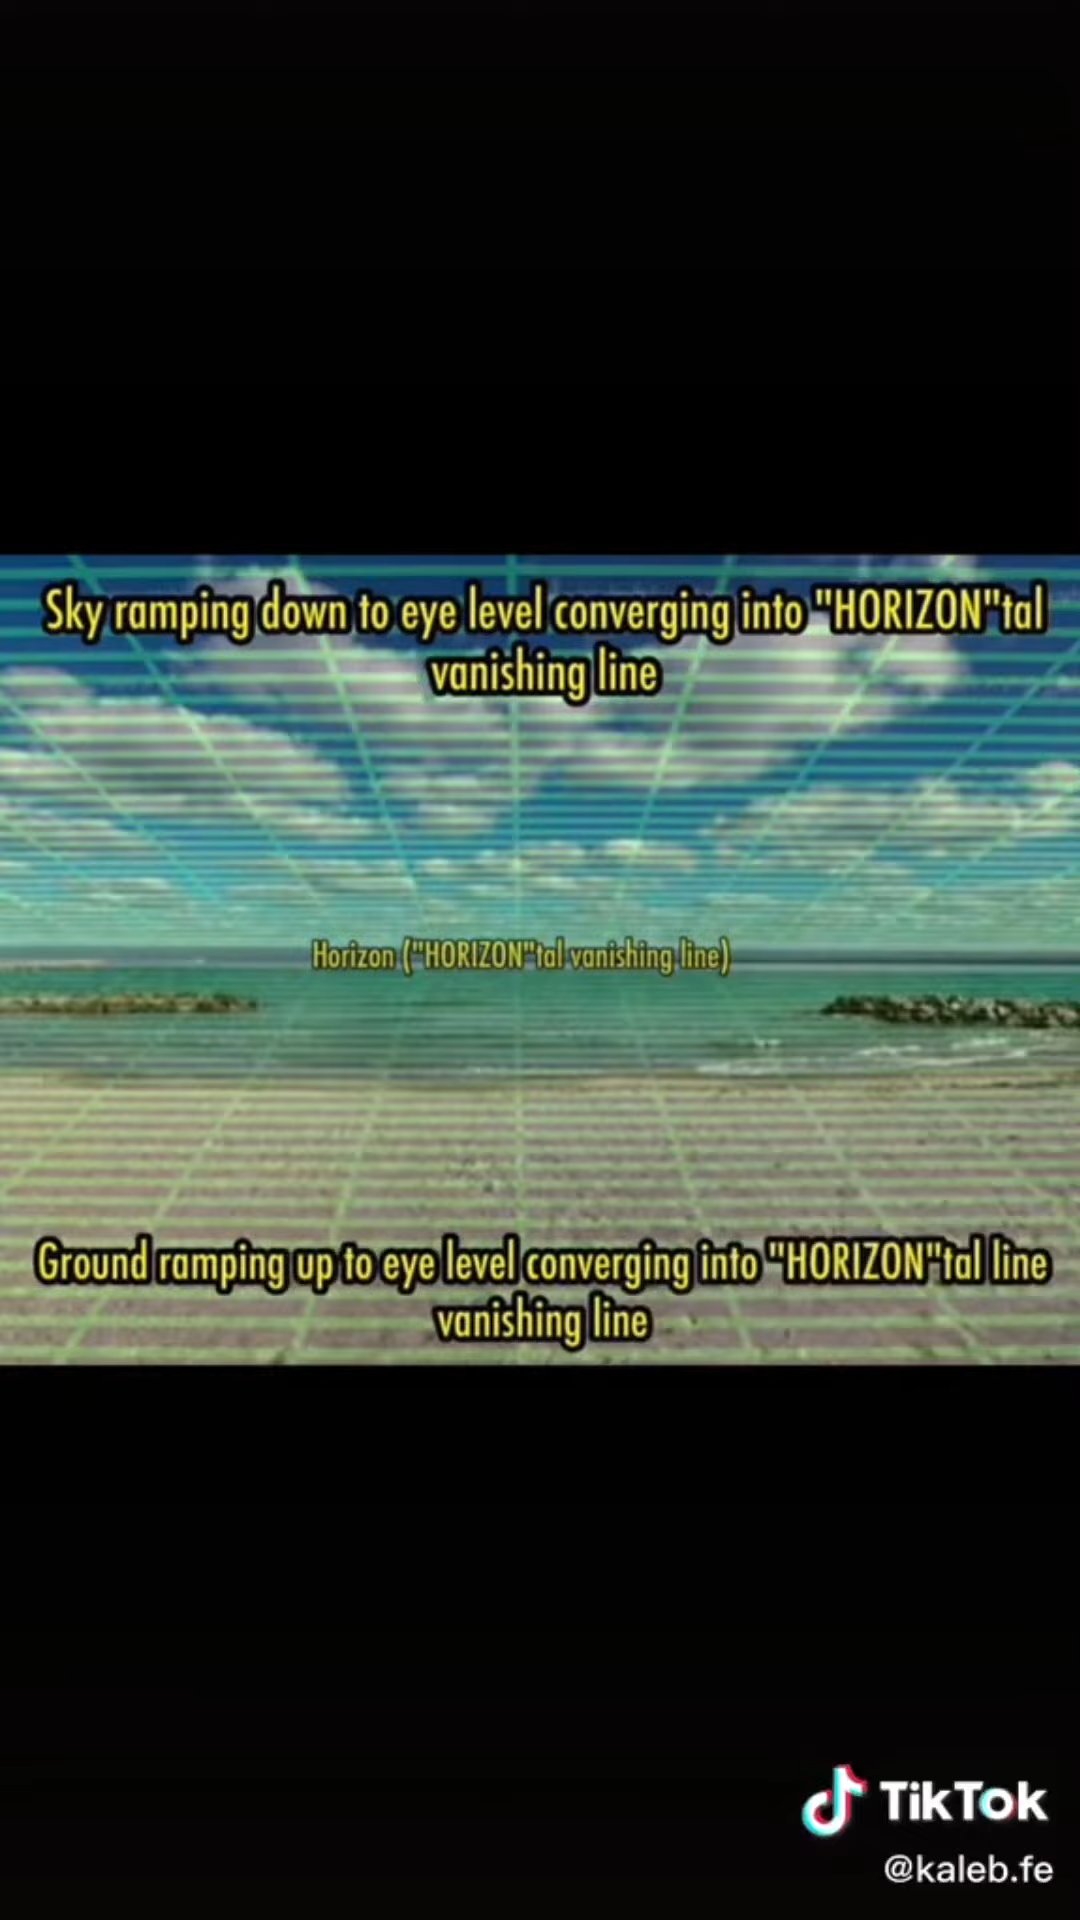 Sky ramping down to eye level converging into "HORIZON"tal
vanishing line
Horizon ("HORIZON"tal vanishing line)
Ground ramping up to eye level converging into "HORIZON"tal line
vanishing line
TikTok
@kaleb.fe